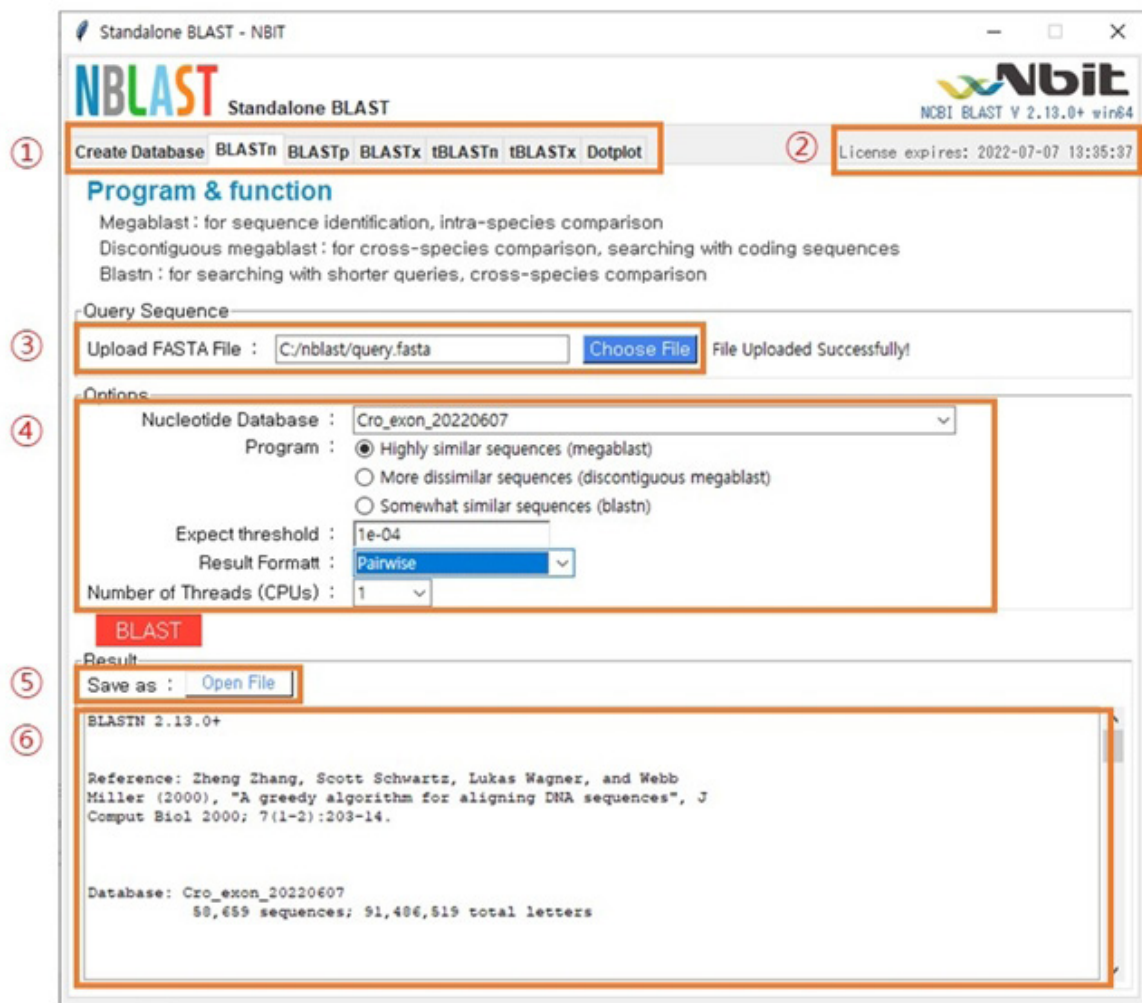 Standalone BLAST - NBIT
NBLAST Standalone BLAST
Nbit
NCBI BLAST V 2.13.0+ win64
① Create Database BLASTn BLASTp BLASTx tBLASTn tBLASTx Dotplot
② License expires: 2022-07-07 13:35:37
Program & function
Megablast : for sequence identification, intra-species comparison
Discontiguous megablast : for cross-species comparison, searching with coding sequences
Blastn : for searching with shorter queries, cross-species comparison
Query Sequence
③ Upload FASTA File : C:/nblast/query.fasta Choose File File Uploaded Successfully!
Options
④ Nucleotide Database : Cro_exon_20220607
Program : Highly similar sequences (megablast)
More dissimilar sequences (discontiguous megablast)
Somewhat similar sequences (blastn)
Expect threshold : 1e-04
Result Formatt : Pairwise
Number of Threads (CPUs) : 1
BLAST
Result
⑤ Save as : Open File
⑥ BLASTN 2.13.0+
Reference: Zheng Zhang, Scott Schwartz, Lukas Wagner, and Webb
Miller (2000), "A greedy algorithm for aligning DNA sequences", J
Comput Biol 2000; 7(1-2):203-14.
Database: Cro_exon_20220607
58,659 sequences; 91,486,519 total letters